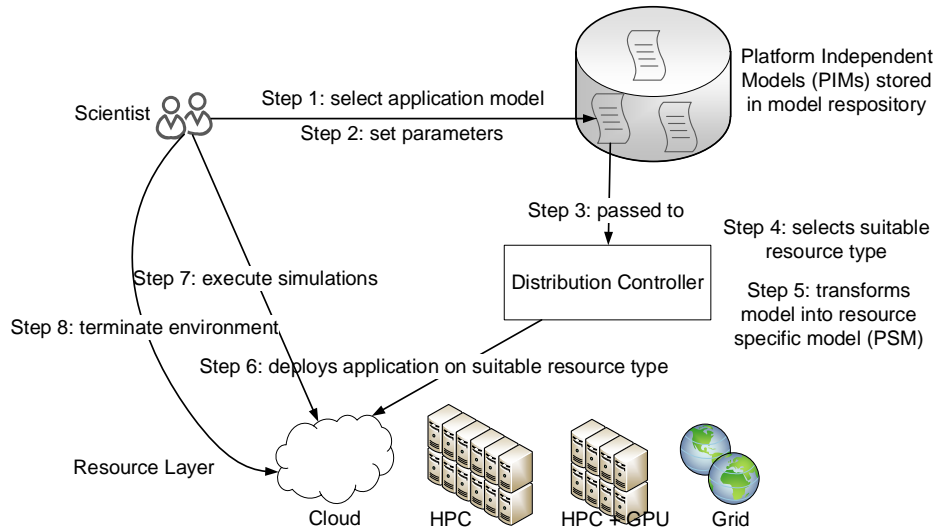 Platform Independent
Models (PIMs) stored
in model respository
Scientist
Step 1: select application model
Step 2: set parameters
Step 3: passed to
Step 4: selects suitable
resource type
Distribution Controller
Step 5: transforms
model into resource
specific model (PSM)
Step 7: execute simulations
Step 8: terminate environment
Step 6: deploys application on suitable resource type
Resource Layer
Cloud
HPC
HPC + GPU
Grid